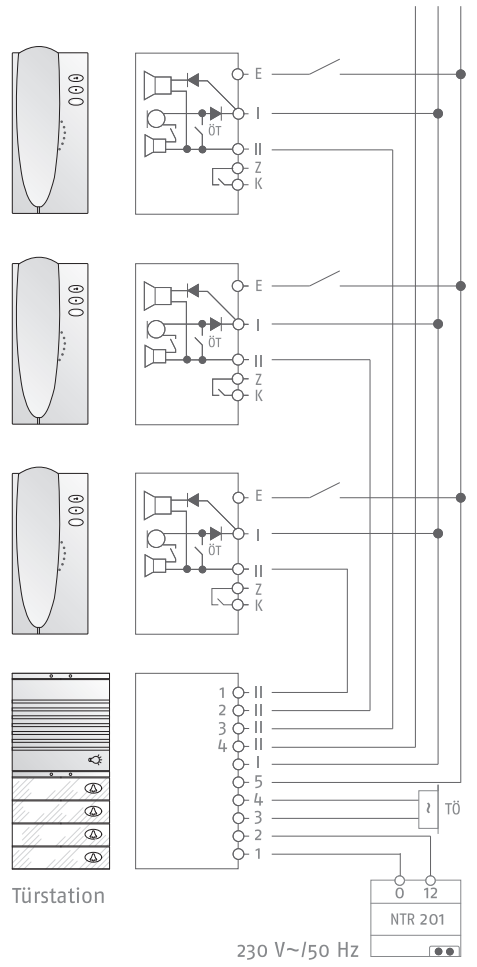 E
I
ÖT
II
Z
K
E
I
ÖT
II
Z
K
E
I
ÖT
II
Z
K
1 II
2 II
3 II
4 II
I
5
4
~ TÖ
3
2
1
Türstation
0 12
NTR 201
230 V~/50 Hz